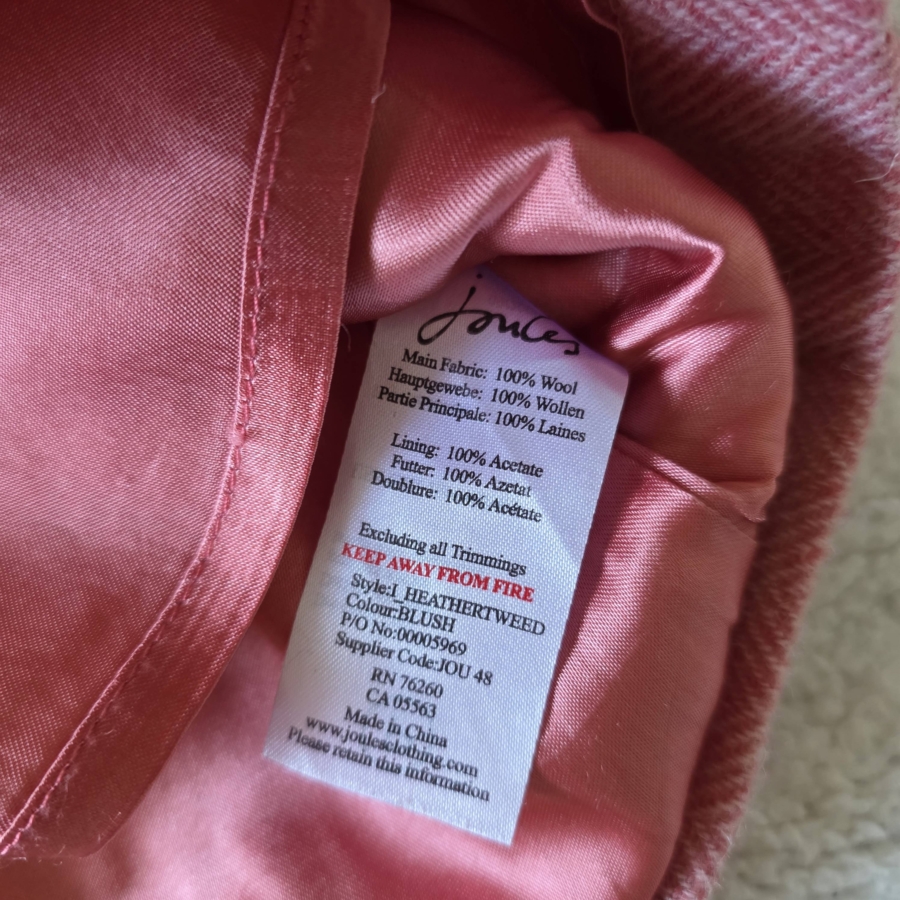 Joules
Main Fabric: 100% Wool
Hauptgewebe: 100% Wollen
Partie Principale: 100% Laines
Lining: 100% Acetate
Futter: 100% Azetat
Doublure: 100% Acétate
Excluding all Trimmings
KEEP AWAY FROM FIRE
Style:I_HEATHERTWEED
Colour:BLUSH
P/O No:00005969
Supplier Code:JOU 48
RN 76260
CA 05563
Made in China
www.joulesclothing.com
Please retain this information